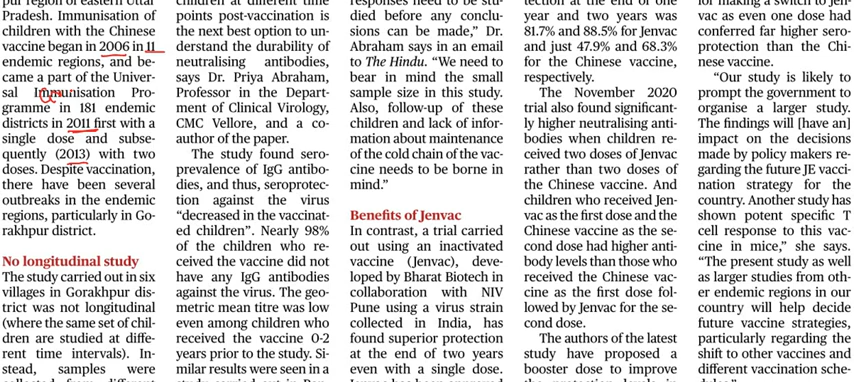 pur region of eastern Uttar
Pradesh. Immunisation of
children with the Chinese
vaccine began in 2006 in 11
endemic regions, and be-
came a part of the Univer-
sal Immunisation Pro-
gramme in 181 endemic
districts in 2011 first with a
single dose and subse-
quently (2013) with two
doses. Despite vaccination,
there have been several
outbreaks in the endemic
regions, particularly in Go-
rakhpur district.
No longitudinal study
The study carried out in six
villages in Gorakhpur dis-
trict was not longitudinal
(where the same set of chil-
dren are studied at diffe-
rent time intervals). In-
stead, samples were
collected from different
children at different time
points post-vaccination is
the next best option to un-
derstand the durability of
neutralising antibodies,
says Dr. Priya Abraham,
Professor in the Depart-
ment of Clinical Virology,
CMC Vellore, and a co-
author of the paper.
The study found sero-
prevalence of IgG antibo-
dies, and thus, seroprotec-
tion against the virus
“decreased in the vaccinat-
ed children”. Nearly 98%
of the children who re-
ceived the vaccine did not
have any IgG antibodies
against the virus. The geo-
metric mean titre was low
even among children who
received the vaccine 0-2
years prior to the study. Si-
milar results were seen in a
responses need to be stu-
died before any conclu-
sions can be made,” Dr.
Abraham says in an email
to The Hindu. “We need to
bear in mind the small
sample size in this study.
Also, follow-up of these
children and lack of infor-
mation about maintenance
of the cold chain of the vac-
cine needs to be borne in
mind.”
Benefits of Jenvac
In contrast, a trial carried
out using an inactivated
vaccine (Jenvac), deve-
loped by Bharat Biotech in
collaboration with NIV
Pune using a virus strain
collected in India, has
found superior protection
at the end of two years
even with a single dose.
Jenvac has been approved
tection at the end of one
year and two years was
81.7% and 88.5% for Jenvac
and just 47.9% and 68.3%
for the Chinese vaccine,
respectively.
The November 2020
trial also found significant-
ly higher neutralising anti-
bodies when children re-
ceived two doses of Jenvac
rather than two doses of
the Chinese vaccine. And
children who received Jen-
vac as the first dose and the
Chinese vaccine as the se-
cond dose had higher anti-
body levels than those who
received the Chinese vac-
cine as the first dose fol-
lowed by Jenvac for the se-
cond dose.
The authors of the latest
study have proposed a
booster dose to improve
the protection levels in
for making a switch to Jen-
vac as even one dose had
conferred far higher sero-
protection than the Chi-
nese vaccine.
“Our study is likely to
prompt the government to
organise a larger study.
The findings will [have an]
impact on the decisions
made by policy makers re-
garding the future JE vacci-
nation strategy for the
country. Another study has
shown potent specific T
cell response to this vac-
cine in mice,” she says.
“The present study as well
as larger studies from oth-
er endemic regions in our
country will help decide
future vaccine strategies,
particularly regarding the
shift to other vaccines and
different vaccination sche-